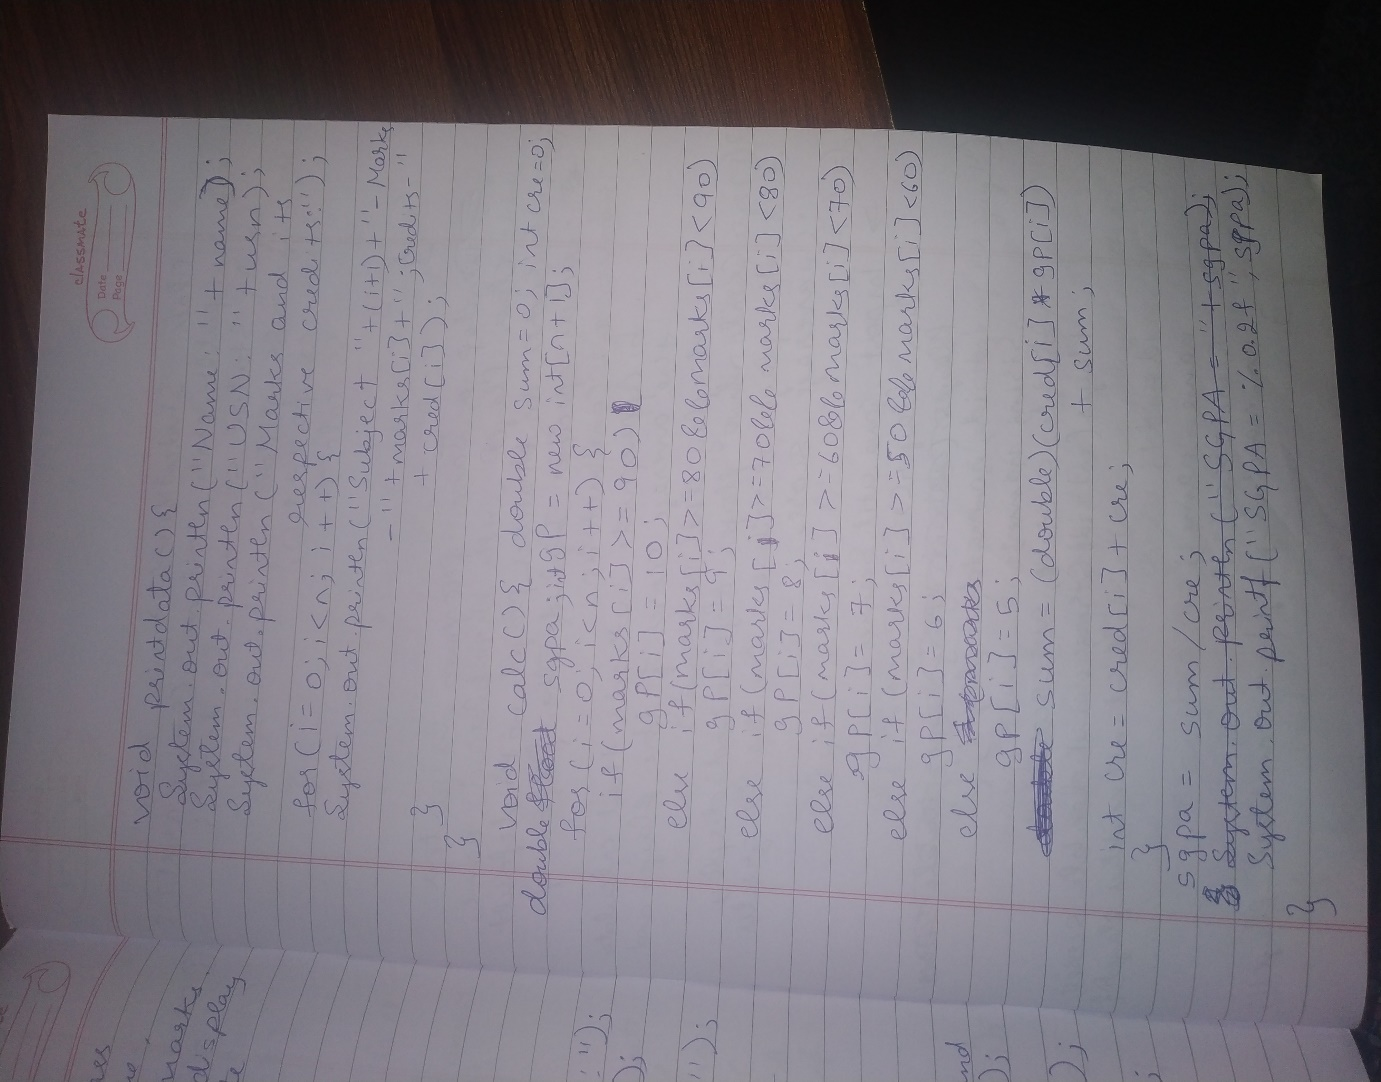 classmate
Date
Page
void printdata(){
System.out.println("Name: " + name);
System.out.println("USN: " + usn);
System.out.println("Marks and its
respective credits:");
for(i=0; i<n; i++){
System.out.println("Subject " +(i+1)+"-Marks
-"+marks[i]+" ;Credits-"
+ cred[i]);
}
}
void calc(){ double sum=0; int cre=0;
double sgpa; int gP = new int[n+1];
for(i=0; i<n; i++){
if(marks[i]>=90)
gP[i]=10;
else if(marks[i]>=80 && marks[i]<90)
gP[i]=9;
else if(marks[i]>=70 && marks[i]<80)
gP[i]=8;
else if(marks[i]>=60 && marks[i]<70)
gP[i]=7;
else if(marks[i]>=50 && marks[i]<60)
gP[i]=6;
else
gP[i]=5;
sum=(double)(cred[i]*gP[i])
+ sum;
int cre=cred[i]+cre;
}
sgpa = sum/cre;
System.out.println("SGPA = "+sgpa);
System.out.printf("SGPA = %0.2f", sgpa);
}
marks.
display